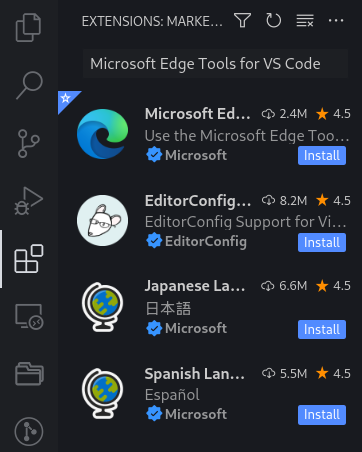 EXTENSIONS: MARKE...
Microsoft Edge Tools for VS Code
Microsoft Ed... 2.4M ★ 4.5
Use the Microsoft Edge Too...
Microsoft Install
EditorConfig... 8.2M ★ 4.5
EditorConfig Support for Vi...
EditorConfig Install
Japanese La... 6.6M ★ 4.5
日本語
Microsoft Install
Spanish Lan... 5.5M ★ 4.5
Español
Microsoft Install